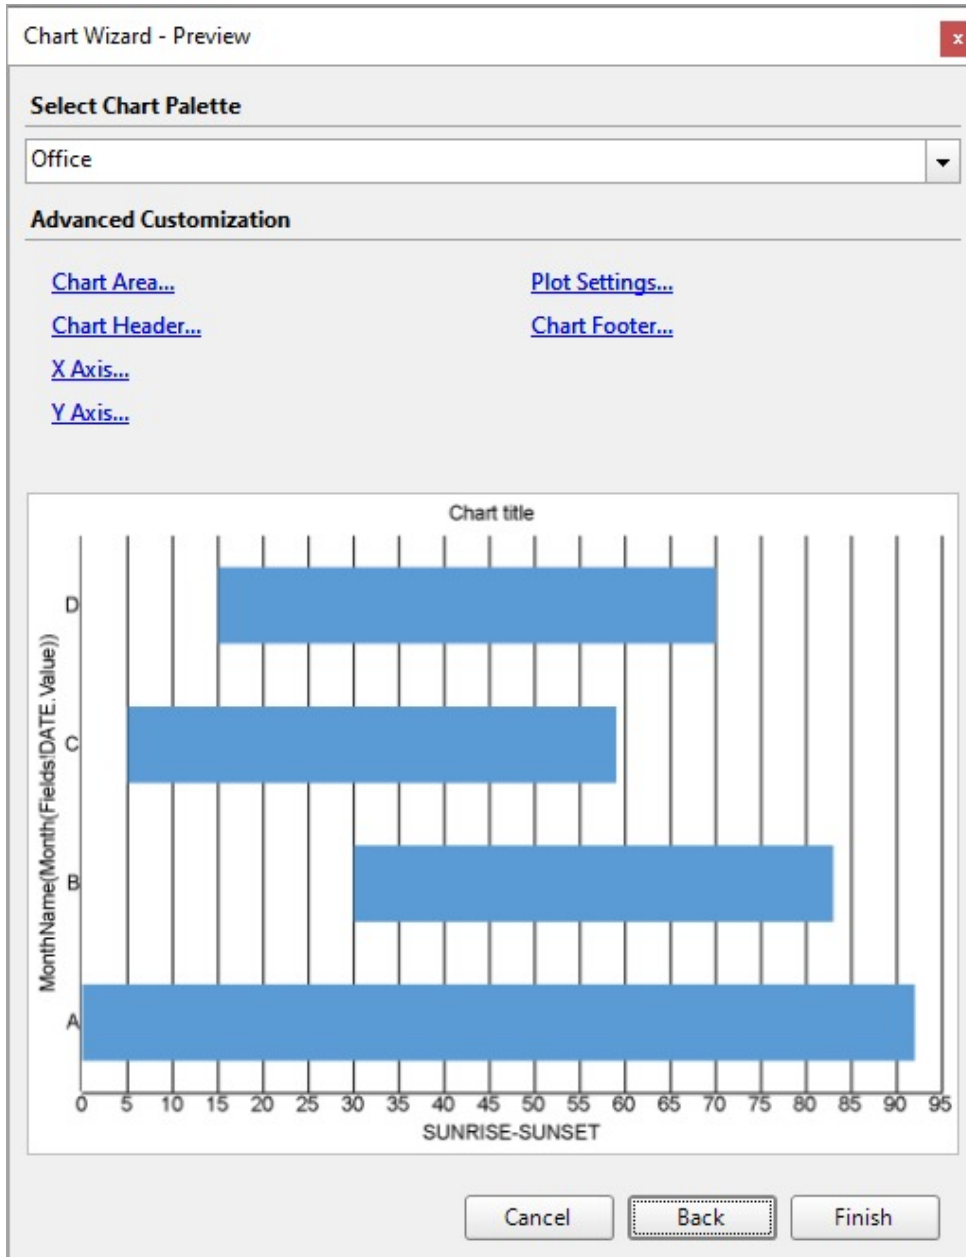 Chart Wizard - Preview
x
Select Chart Palette
Office
Advanced Customization
Chart Area...
Plot Settings...
Chart Header...
Chart Footer...
X Axis...
Y Axis...
Chart title
MonthName(Month(Fields!DATE.Value))
D
C
B
A
0 5 10 15 20 25 30 35 40 45 50 55 60 65 70 75 80 85 90 95
SUNRISE-SUNSET
Cancel Back Finish